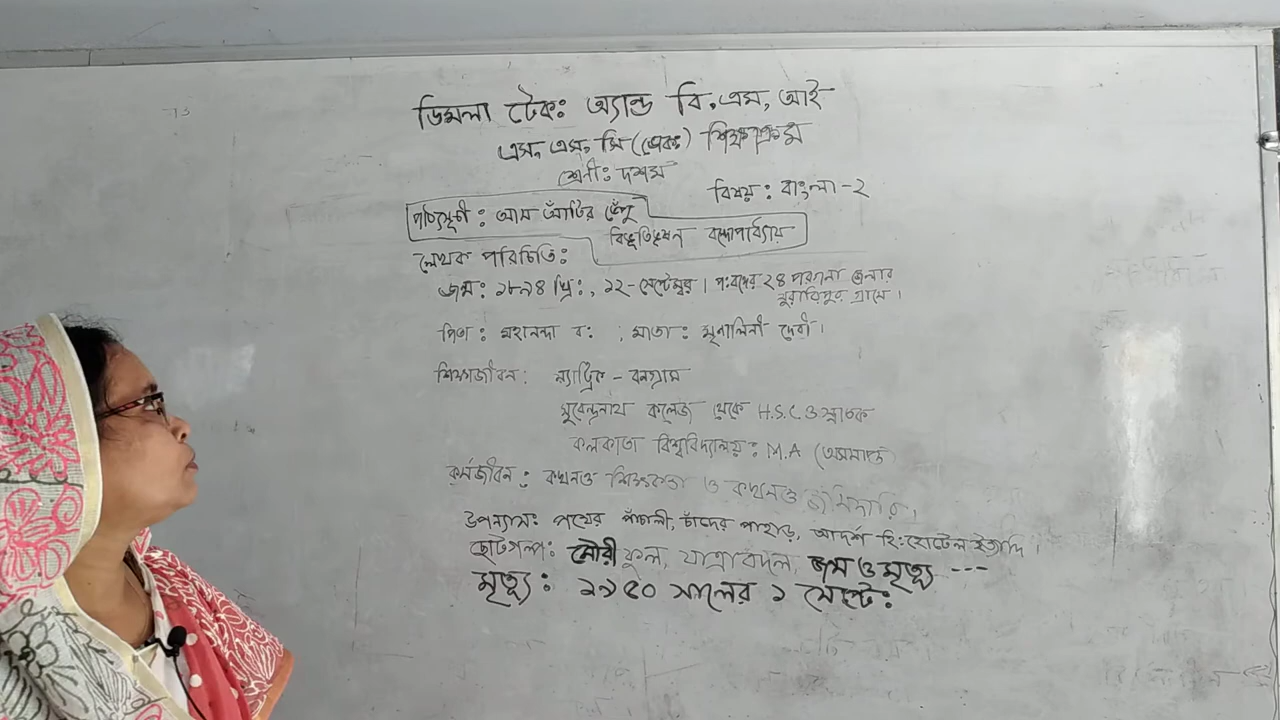 ডিমলা টেক: অ্যান্ড বি,এম, আই
এস, এস, সি (ভোক:) শিক্ষাক্রম
শ্রেণী: দশম
বিষয়: বাংলা-২
পাঠ্যসূচী: আম আঁটির ভেঁপু
বিভূতিভূষন বন্দোপাধ্যায়
লেখক পরিচিতি:
জন্ম: ১৮৯৪ খ্রি:, ১২-সেপ্টেম্বর। প:বঙ্গের ২৪ পরগনা জেলার
মুরাতিপুর গ্রামে।
পিতা: মহানন্দা ব: , মাতা: মৃণালিনী দেবী।
শিক্ষাজীবন: ম্যাট্রিক - বনগ্রাম
সুরেন্দ্রনাথ কলেজ থেকে H.S.C ও স্নাতক
কলকাতা বিশ্ববিদ্যালয়: M.A (অসমাপ্ত)
কর্মজীবন: কখনও শিক্ষকতা ও কখনও জমিদারি।
উপন্যাস: পথের পাঁচালী, চাঁদের পাহাড়, আদর্শ হি:হোটেল ইত্যাদি।
ছোটগল্প: মৌরী ফুল, যাত্রাবদল, জন্ম ও মৃত্যু ---
মৃত্যু: ১৯৫০ সালের ১ সেপ্টে: